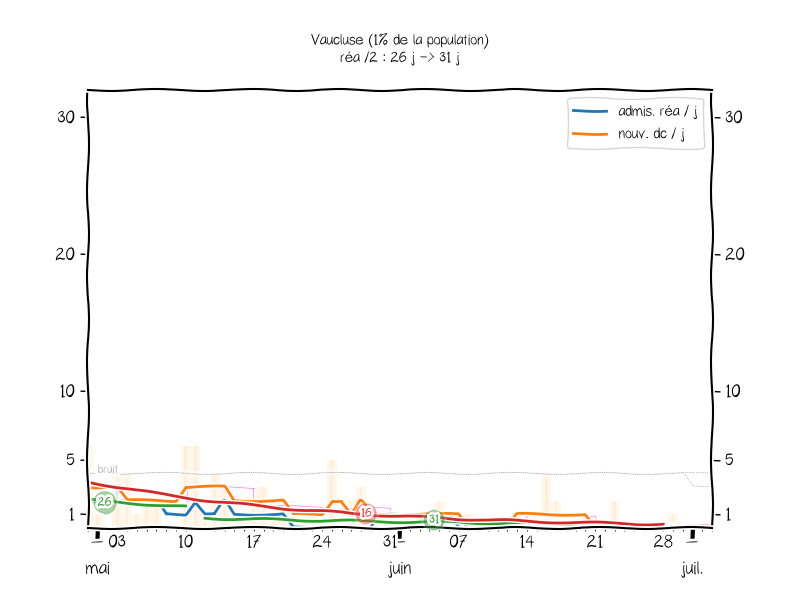 Vaucluse (1% de la population)
réa /2 : 26 j -> 31 j
admis. réa / j
nouv. dc / j
30
30
20
20
10
10
5
5
bruit
26
16
31
1
1
03 10 17 24 31 07 14 21 28
mai juin juil.